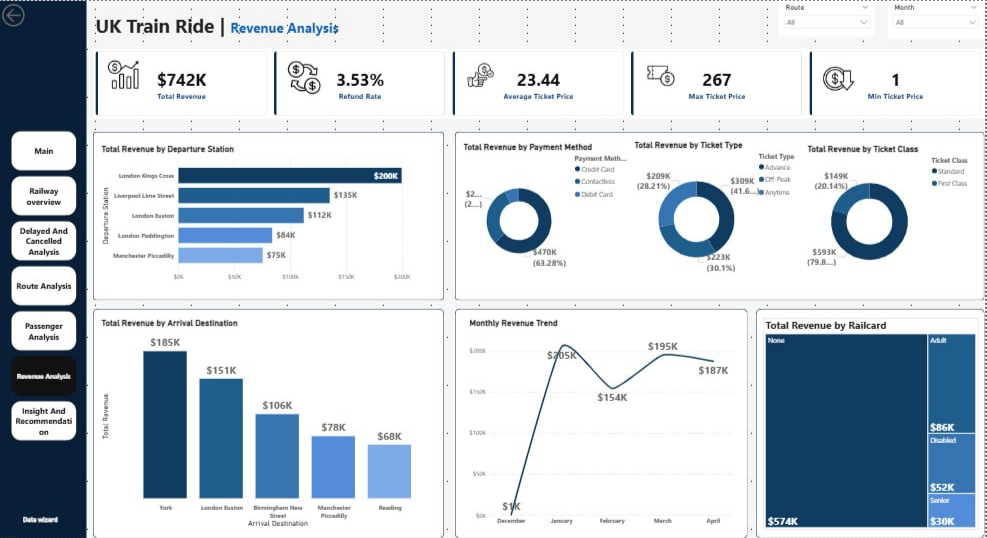 UK Train Ride | Revenue Analysis
Route
All
Month
All
$742K
Total Revenue
3.53%
Refund Rate
23.44
Average Ticket Price
267
Max Ticket Price
1
Min Ticket Price
Main
Railway
overview
Delayed And
Cancelled
Analysis
Route Analysis
Passenger
Analysis
Revenue Analysis
Insight And
Recommendati
on
Data wizard
Total Revenue by Departure Station
Departure Station
London Kings Cross
$200K
Liverpool Lime Street
$135K
London Euston
$112K
London Paddington
$84K
Manchester Piccadilly
$75K
$0K
$50K
$100K
$150K
$200K
Total Revenue by Payment Method
Payment Meth...
Credit Card
Contactless
Debit Card
$2...
(2...)
$470K
(63.28%)
Total Revenue by Ticket Type
Ticket Type
Advance
Off Peak
Anytime
$209K
(28.21%)
$309K
(41.6...)
$223K
(30.1%)
Total Revenue by Ticket Class
Ticket Class
Standard
First Class
$149K
(20.14%)
$593K
(79.8...)
Total Revenue by Arrival Destination
Total Revenue
$185K
$151K
$106K
$78K
$68K
York
London Euston
Birmingham New
Street
Manchester
Piccadilly
Reading
Arrival Destination
Monthly Revenue Trend
$200K
$150K
$100K
$50K
$0K
$1K
$205K
$154K
$195K
$187K
December
January
February
March
April
Total Revenue by Railcard
None
$574K
Adult
$86K
Disabled
$52K
Senior
$30K